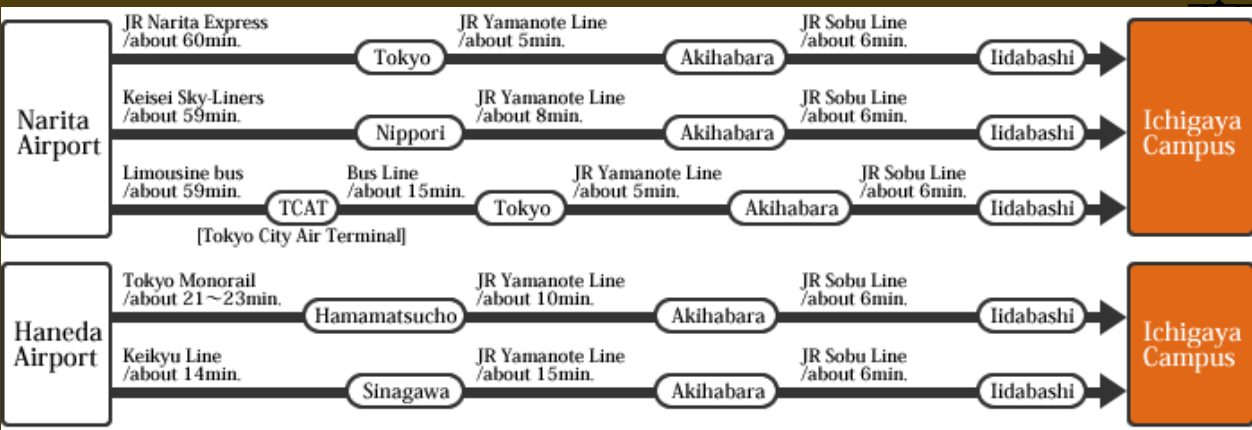 Narita
Airport
JR Narita Express
/about 60min.
Tokyo
JR Yamanote Line
/about 5min.
Akihabara
JR Sobu Line
/about 6min.
Iidabashi
Keisei Sky-Liners
/about 59min.
Nippori
JR Yamanote Line
/about 8min.
Akihabara
JR Sobu Line
/about 6min.
Iidabashi
Limousine bus
/about 59min.
TCAT
[Tokyo City Air Terminal]
Bus Line
/about 15min.
Tokyo
JR Yamanote Line
/about 5min.
Akihabara
JR Sobu Line
/about 6min.
Iidabashi
Ichigaya
Campus
Haneda
Airport
Tokyo Monorail
/about 21～23min.
Hamamatsucho
JR Yamanote Line
/about 10min.
Akihabara
JR Sobu Line
/about 6min.
Iidabashi
Keikyu Line
/about 14min.
Sinagawa
JR Yamanote Line
/about 15min.
Akihabara
JR Sobu Line
/about 6min.
Iidabashi
Ichigaya
Campus